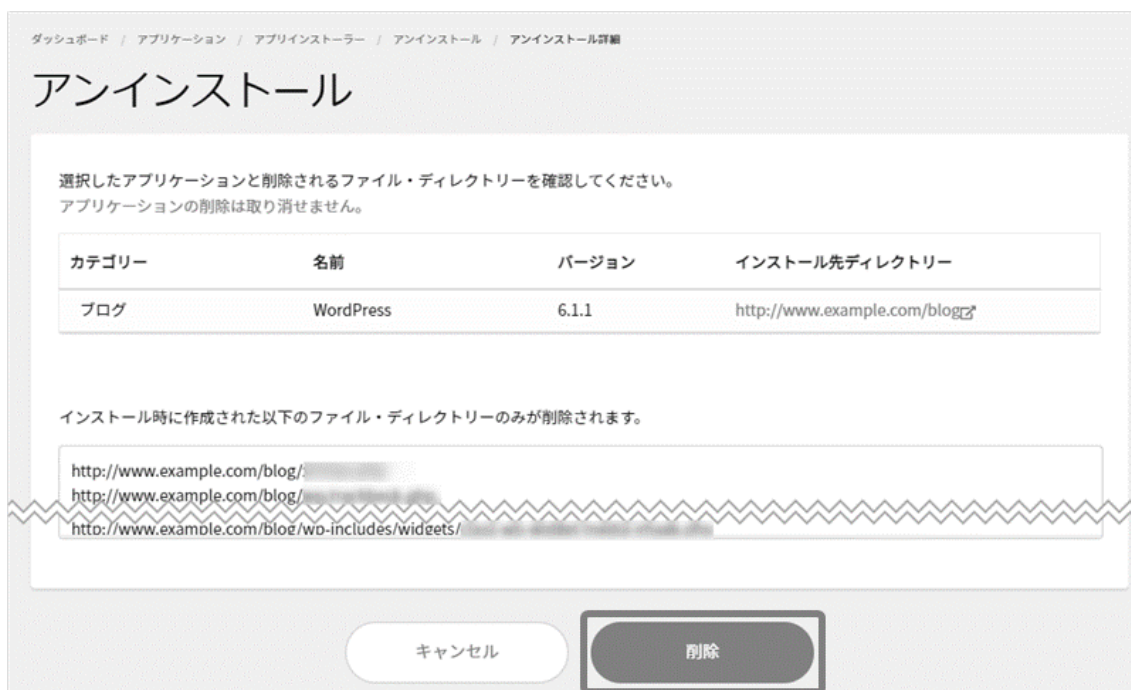 ダッシュボード / アプリケーション / アプリインストーラー / アンインストール / アンインストール詳細
アンインストール
選択したアプリケーションと削除されるファイル・ディレクトリーを確認してください。
アプリケーションの削除は取り消せません。
カテゴリー 名前 バージョン インストール先ディレクトリー
ブログ WordPress 6.1.1 http://www.example.com/blog
インストール時に作成された以下のファイル・ディレクトリーのみが削除されます。
http://www.example.com/blog/
http://www.example.com/blog/
http://www.example.com/blog/wp-includes/widgets/
キャンセル 削除